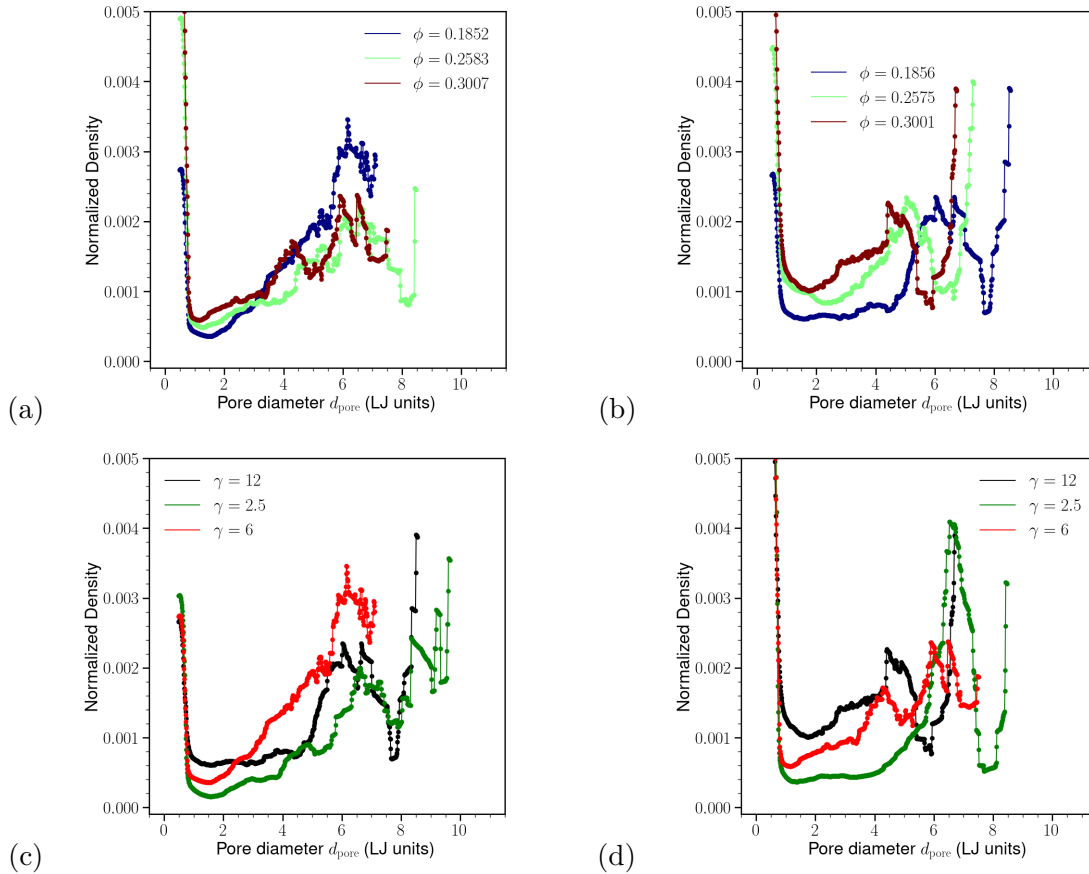 0.005
0.004
0.003
0.002
0.001
0.000
Normalized Density
ϕ = 0.1852
ϕ = 0.2583
ϕ = 0.3007
0 2 4 6 8 10
Pore diameter d_pore (LJ units)
(a)
0.005
0.004
0.003
0.002
0.001
0.000
Normalized Density
ϕ = 0.1856
ϕ = 0.2575
ϕ = 0.3001
0 2 4 6 8 10
Pore diameter d_pore (LJ units)
(b)
0.005
0.004
0.003
0.002
0.001
0.000
Normalized Density
γ = 12
γ = 2.5
γ = 6
0 2 4 6 8 10
Pore diameter d_pore (LJ units)
(c)
0.005
0.004
0.003
0.002
0.001
0.000
Normalized Density
γ = 12
γ = 2.5
γ = 6
0 2 4 6 8 10
Pore diameter d_pore (LJ units)
(d)